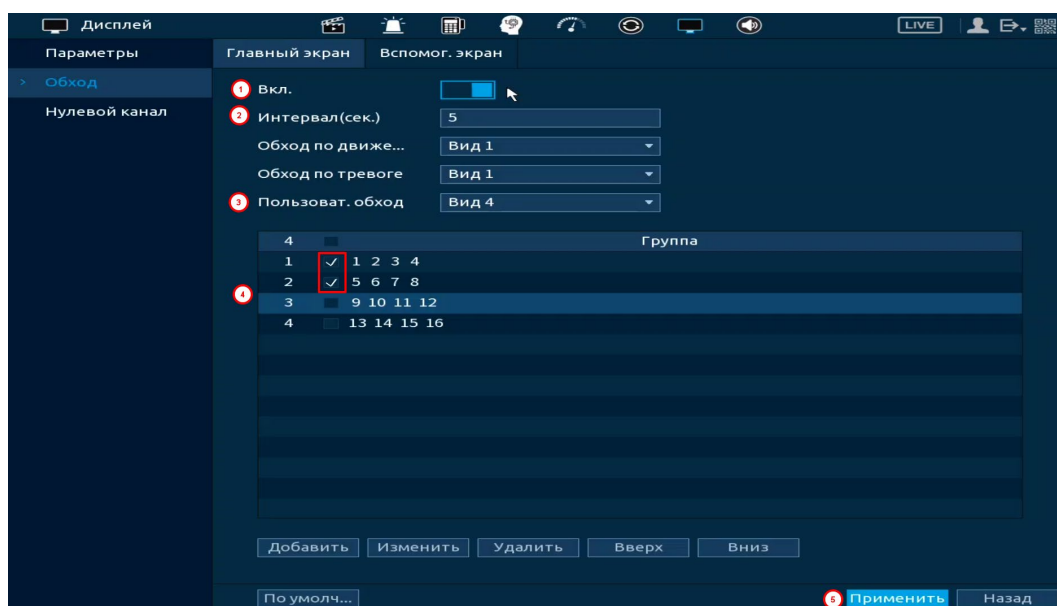 Дисплей LIVE
Параметры
Обход
Нулевой канал
Главный экран Вспомог. экран
1 Вкл.
2 Интервал(сек.) 5
Обход по движе... Вид 1
Обход по тревоге Вид 1
3 Пользоват. обход Вид 4
4 Группа
1 1 2 3 4
2 5 6 7 8
4
3 9 10 11 12
4 13 14 15 16
Добавить Изменить Удалить Вверх Вниз
По умолч... 5 Применить Назад